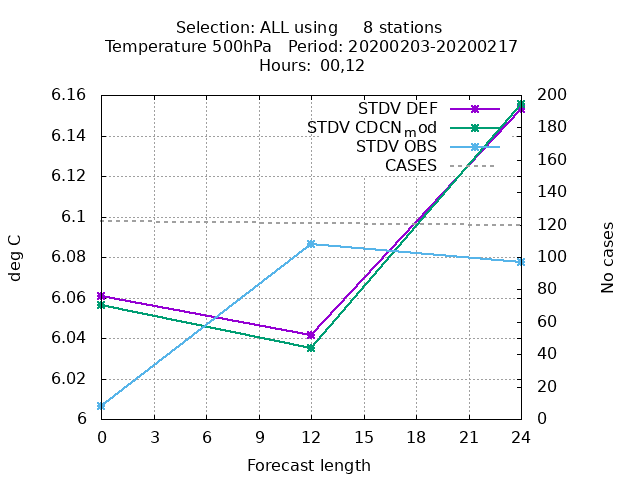 Selection: ALL using     8 stations
Temperature 500hPa   Period: 20200203-20200217
Hours:  00,12
STDV DEF
STDV CDCNmod
STDV OBS
CASES
deg C
6.16
6.14
6.12
6.1
6.08
6.06
6.04
6.02
6
200
180
160
140
120
100
80
60
40
20
0
No cases
0 3 6 9 12 15 18 21 24
Forecast length